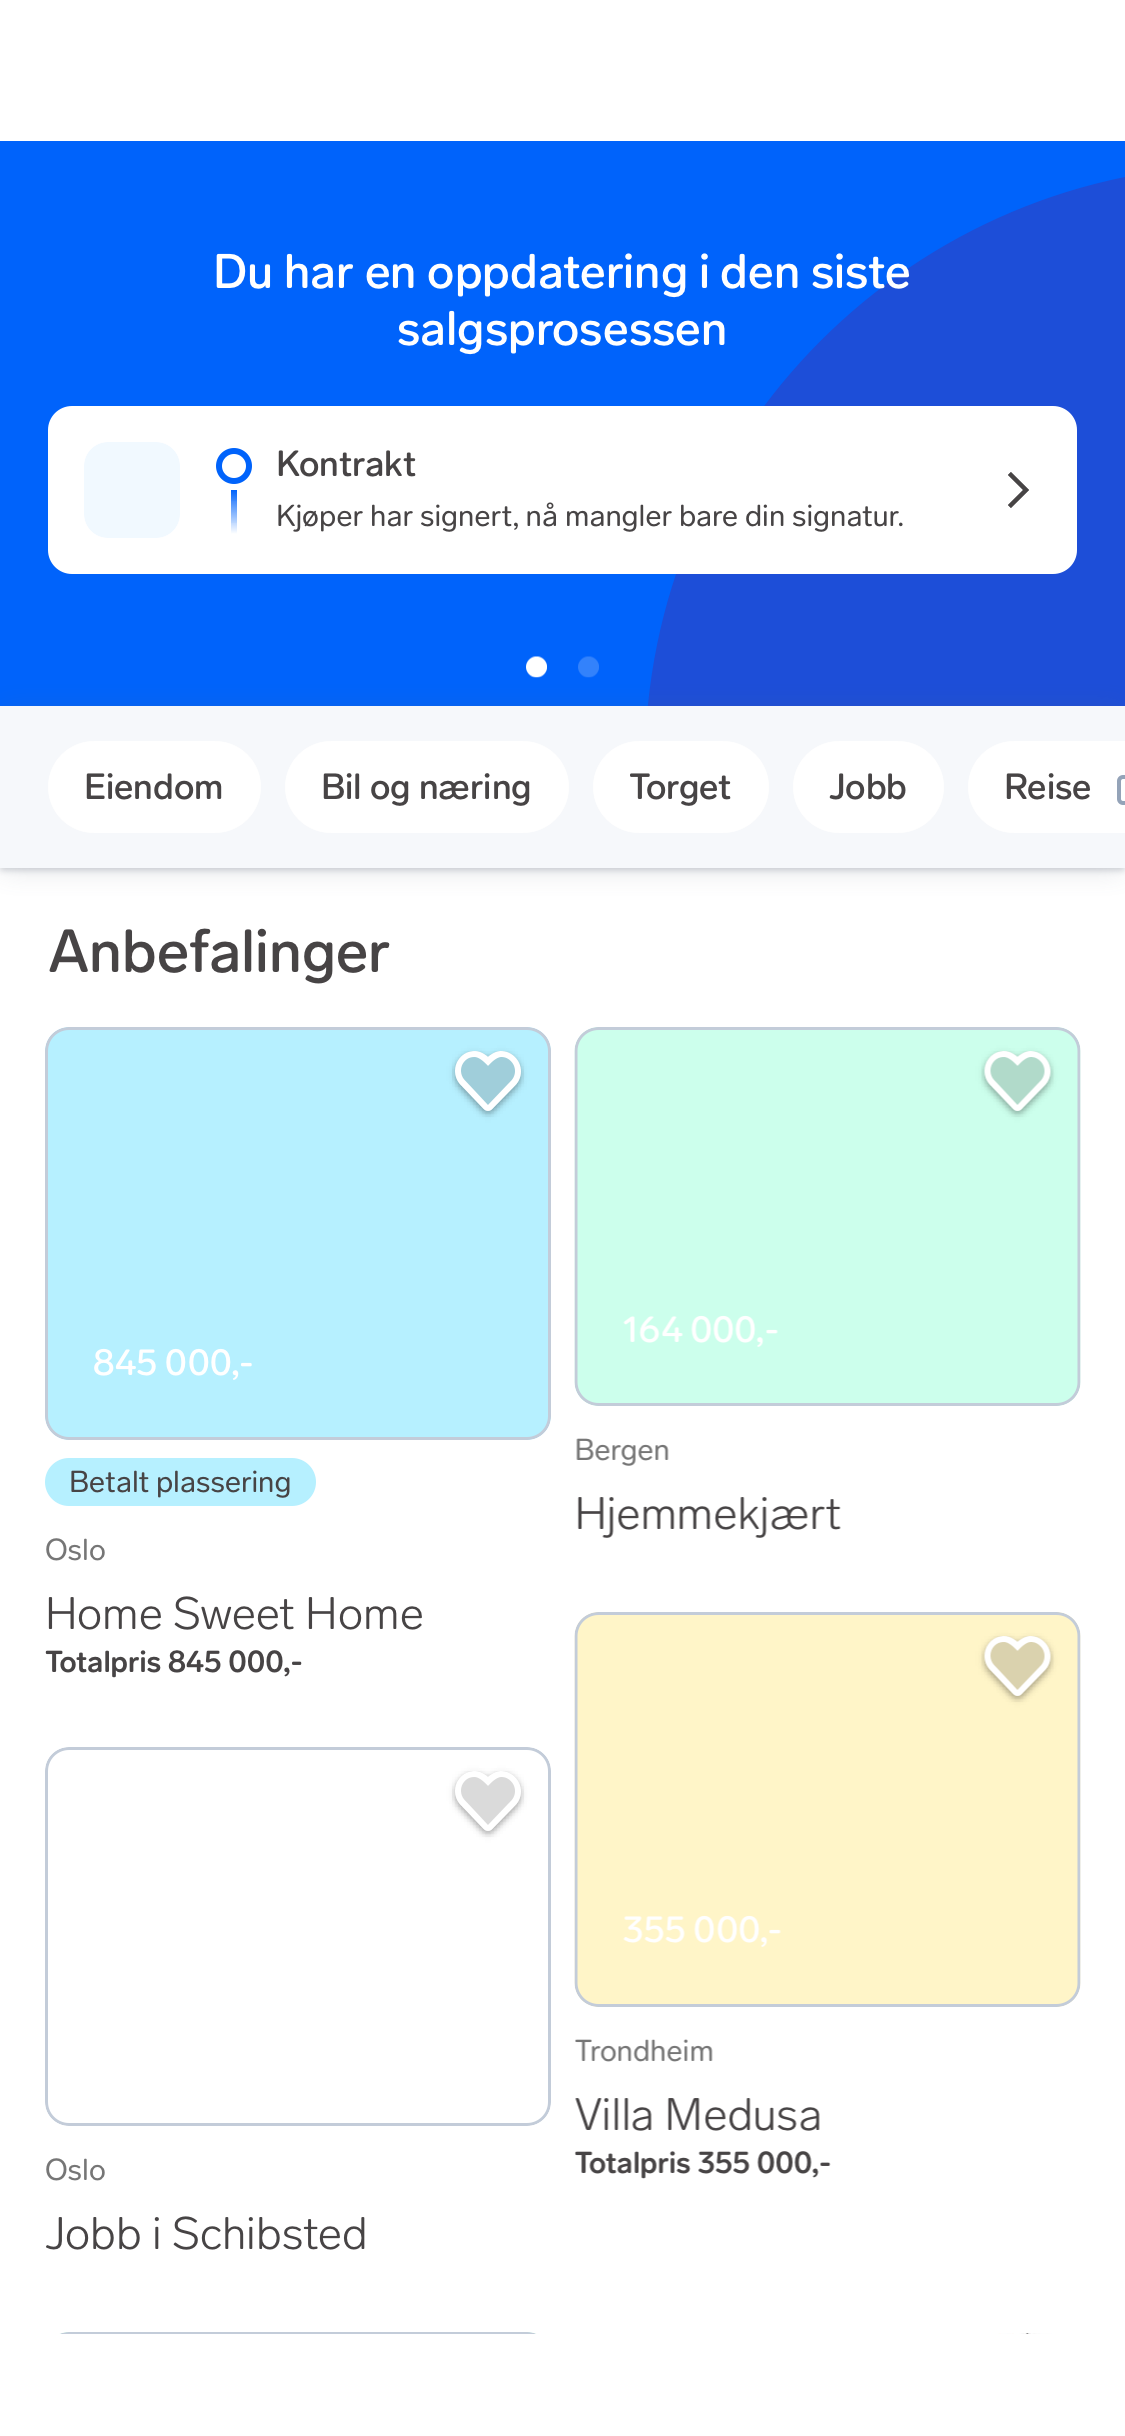 Du har en oppdatering i den siste
salgsprosessen
Kontrakt
Kjøper har signert, nå mangler bare din signatur.
Eiendom
Bil og næring
Torget
Jobb
Reise
Anbefalinger
845 000,-
Betalt plassering
Oslo
Home Sweet Home
Totalpris 845 000,-
164 000,-
Bergen
Hjemmekjært
355 000,-
Trondheim
Villa Medusa
Totalpris 355 000,-
Oslo
Jobb i Schibsted